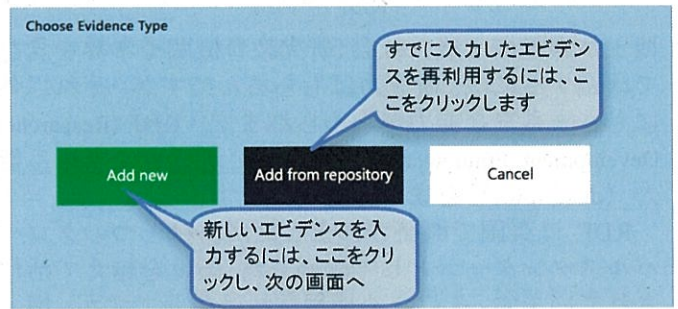 Choose Evidence Type
すでに入力したエビデン
スを再利用するには、こ
こをクリックします
Add new
Add from repository
Cancel
新しいエビデンスを入
力するには、ここをクリ
ックし、次の画面へ